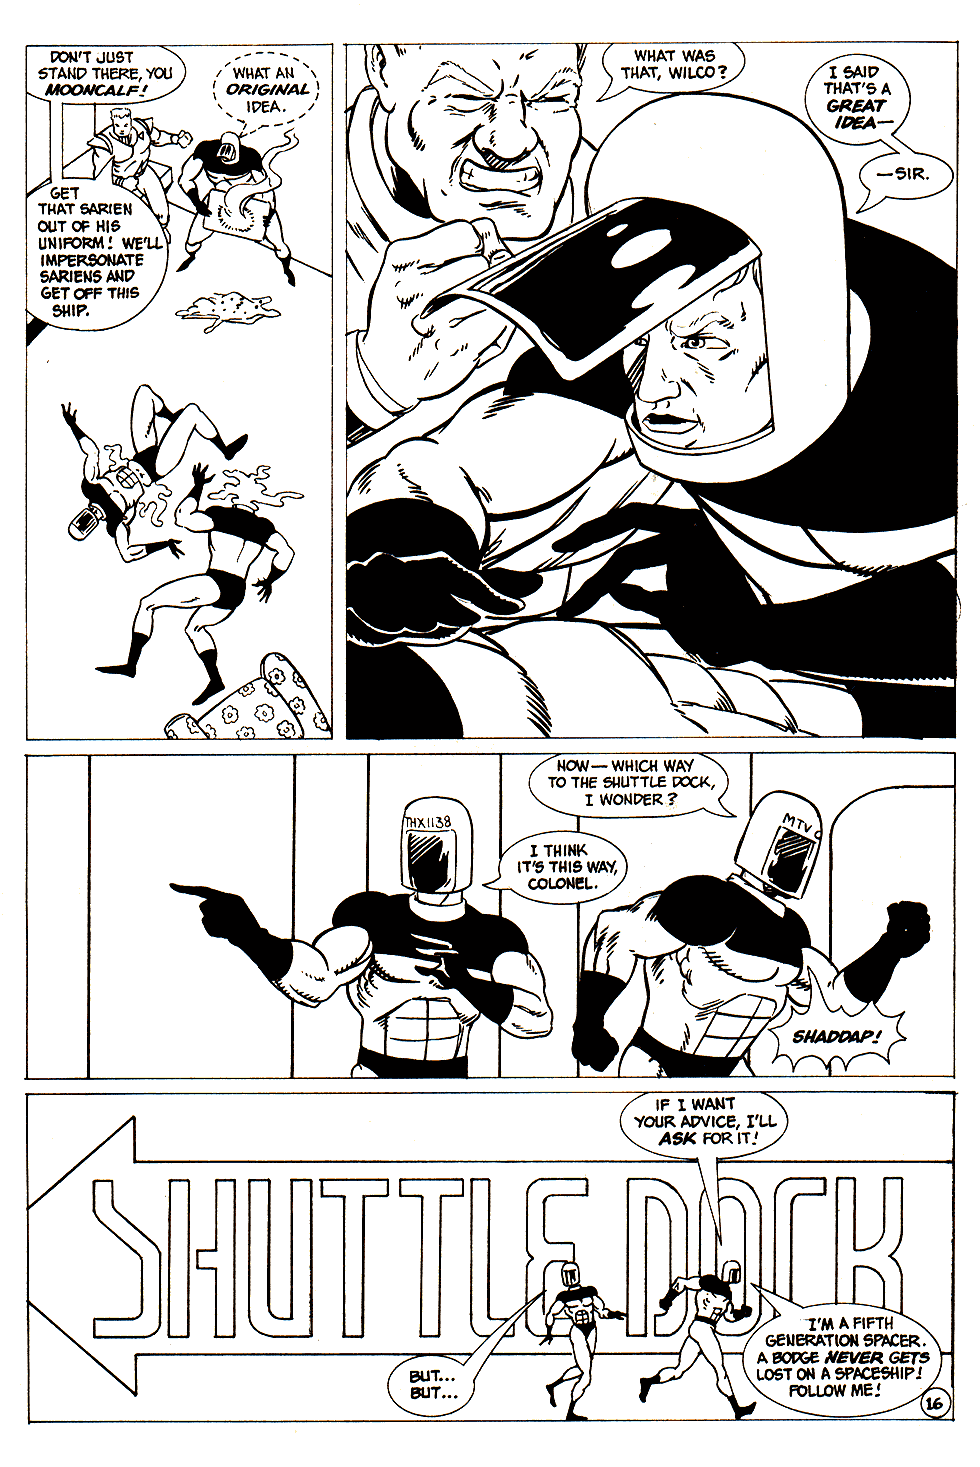 DON'T JUST
STAND THERE, YOU
MOONCALF!
WHAT AN
ORIGINAL
IDEA.
GET
THAT SARIEN
OUT OF HIS
UNIFORM! WE'LL
IMPERSONATE
SARIENS AND
GET OFF THIS
SHIP.
WHAT WAS
THAT, WILCO?
I SAID
THAT'S A
GREAT
IDEA—
—SIR.
NOW— WHICH WAY
TO THE SHUTTLE DOCK,
I WONDER?
THX1138
MTV
I THINK
IT'S THIS WAY,
COLONEL.
SHADDAP!
IF I WANT
YOUR ADVICE, I'LL
ASK FOR IT!
SHUTTLE DOCK
BUT...
BUT...
I'M A FIFTH
GENERATION SPACER.
A BODGE NEVER GETS
LOST ON A SPACESHIP!
FOLLOW ME!
16